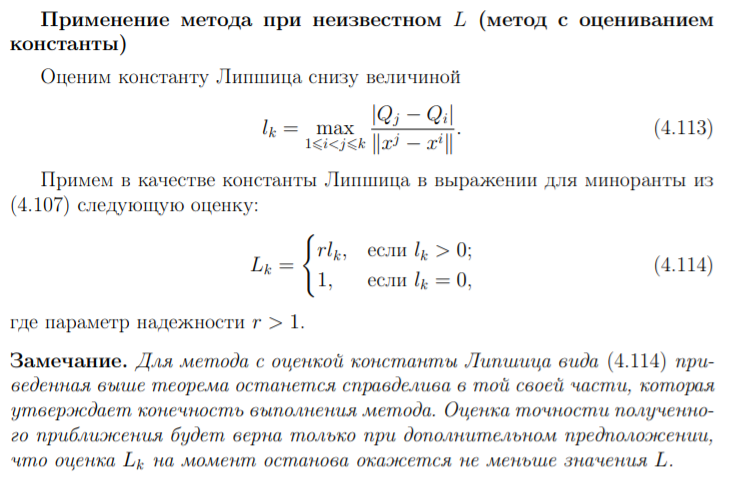 Применение метода при неизвестном L (метод с оцениванием
константы)
Оценим константу Липшица снизу величиной
l_k = max_{1⩽i<j⩽k} |Q_j − Q_i| / ‖x^j − x^i‖. (4.113)
Примем в качестве константы Липшица в выражении для миноранты из
(4.107) следующую оценку:
L_k = { rl_k, если l_k > 0;
1, если l_k = 0, (4.114)
где параметр надежности r > 1.
Замечание. Для метода с оценкой константы Липшица вида (4.114) при-
веденная выше теорема останется справделива в той своей части, которая
утверждает конечность выполнения метода. Оценка точности полученно-
го приближения будет верна только при дополнительном предположении,
что оценка L_k на момент останова окажется не меньше значения L.